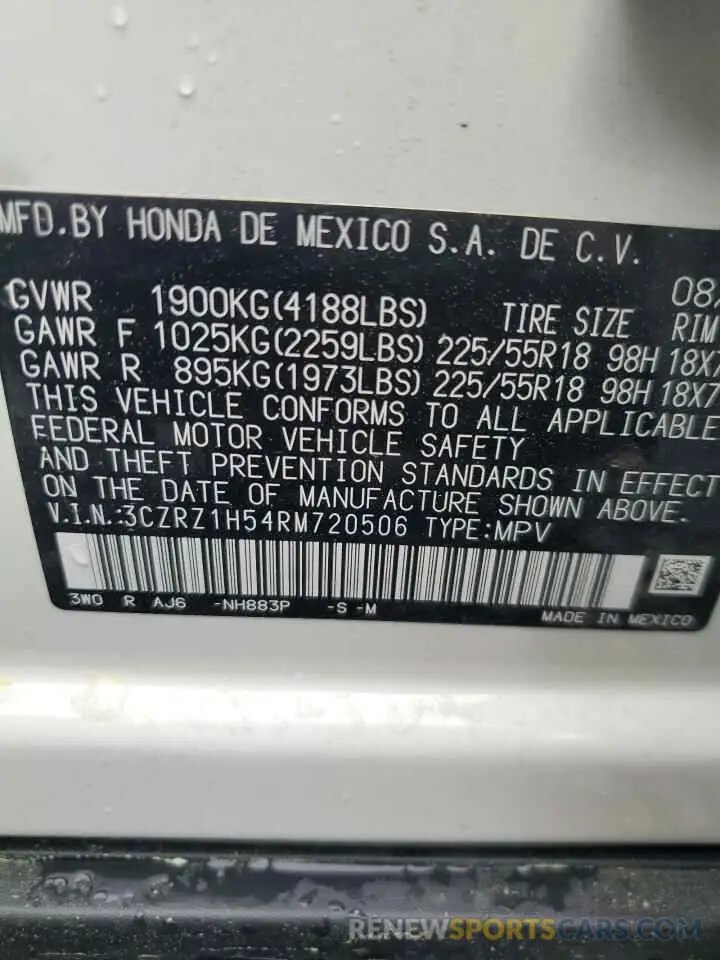 MFD.BY HONDA DE MEXICO S.A. DE C.V.
GVWR 1900KG(4188LBS) TIRE SIZE RIM
GAWR F 1025KG(2259LBS) 225/55R18 98H 18X7
GAWR R 895KG(1973LBS) 225/55R18 98H 18X7
THIS VEHICLE CONFORMS TO ALL APPLICABLE
FEDERAL MOTOR VEHICLE SAFETY
AND THEFT PREVENTION STANDARDS IN EFFECT
ON THE DATE OF MANUFACTURE SHOWN ABOVE.
V.I.N.:3CZRZ1H54RM720506 TYPE:MPV
3WO R AJ6 -NH883P -S -M MADE IN MEXICO
RENEWSPORTSCARS.COM